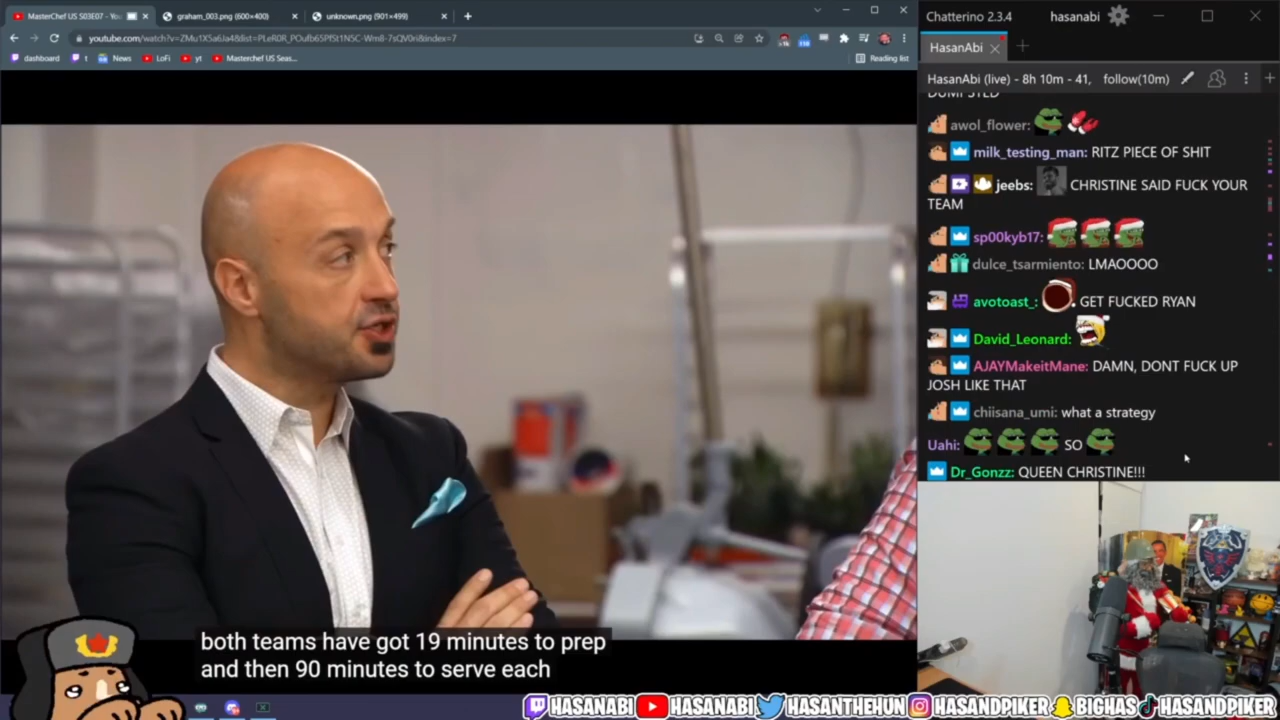 MasterChef US S03E07 - You
graham_003.png (600×400)
unknown.png (901×499)
youtube.com/watch?v=ZMu1X5a6Ja4&list=PLeR0R_POufb65PfSt1N5C-Wm8-7sQV0ri&index=7
dashboard
t
News
LoFi
yt
Masterchef US Seas...
Reading list
both teams have got 19 minutes to prep
and then 90 minutes to serve each
Chatterino 2.3.4
hasanabi
HasanAbi
HasanAbi (live) - 8h 10m - 41,
follow(10m)
DUMPSTED
awol_flower:
milk_testing_man: RITZ PIECE OF SHIT
jeebs: CHRISTINE SAID FUCK YOUR
TEAM
sp00kyb17:
dulce_tsarmiento: LMAOOOO
avotoast_: GET FUCKED RYAN
David_Leonard:
AJAYMakeitMane: DAMN, DONT FUCK UP
JOSH LIKE THAT
chiisana_umi: what a strategy
Uahi: SO
Dr_Gonzz: QUEEN CHRISTINE!!!
HASANABI HASANABI HASANTHEHUN HASANDPIKER BIGHAS HASANDPIKER